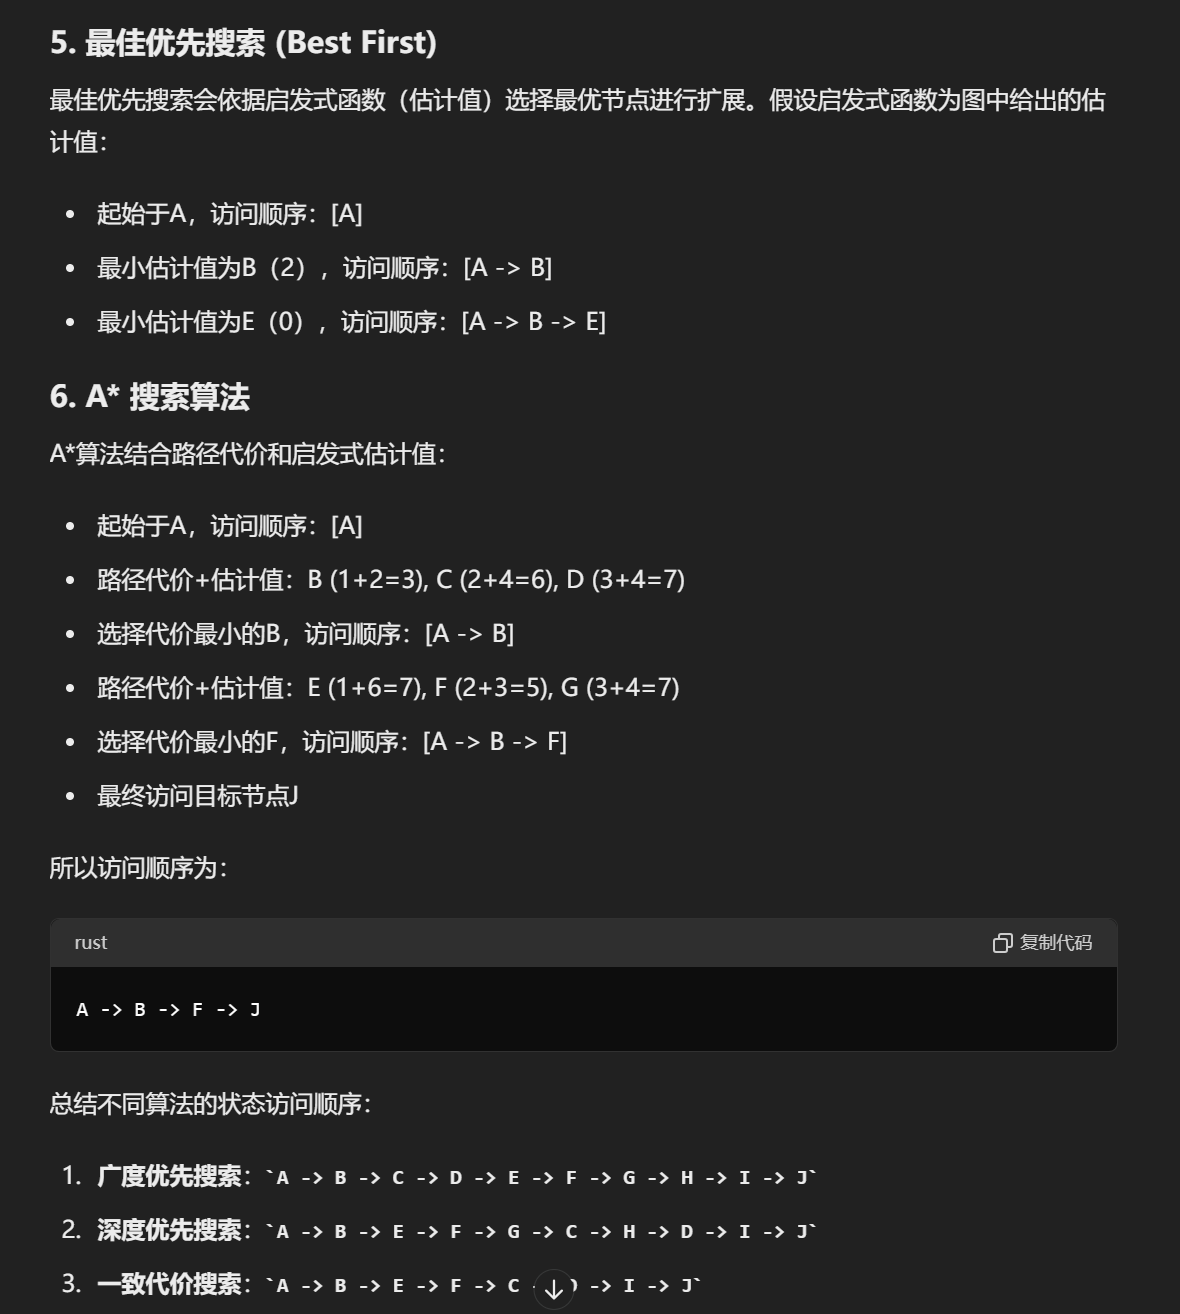 5. 最佳优先搜索 (Best First)
最佳优先搜索会依据启发式函数（估计值）选择最优节点进行扩展。假设启发式函数为图中给出的估
计值：
• 起始于A，访问顺序：[A]
• 最小估计值为B（2），访问顺序：[A -> B]
• 最小估计值为E（0），访问顺序：[A -> B -> E]
6. A* 搜索算法
A*算法结合路径代价和启发式估计值：
• 起始于A，访问顺序：[A]
• 路径代价+估计值：B (1+2=3), C (2+4=6), D (3+4=7)
• 选择代价最小的B，访问顺序：[A -> B]
• 路径代价+估计值：E (1+6=7), F (2+3=5), G (3+4=7)
• 选择代价最小的F，访问顺序：[A -> B -> F]
• 最终访问目标节点J
所以访问顺序为：
rust 复制代码
A -> B -> F -> J
总结不同算法的状态访问顺序：
1. 广度优先搜索：`A -> B -> C -> D -> E -> F -> G -> H -> I -> J`
2. 深度优先搜索：`A -> B -> E -> F -> G -> C -> H -> D -> I -> J`
3. 一致代价搜索：`A -> B -> E -> F -> C -> I -> J`